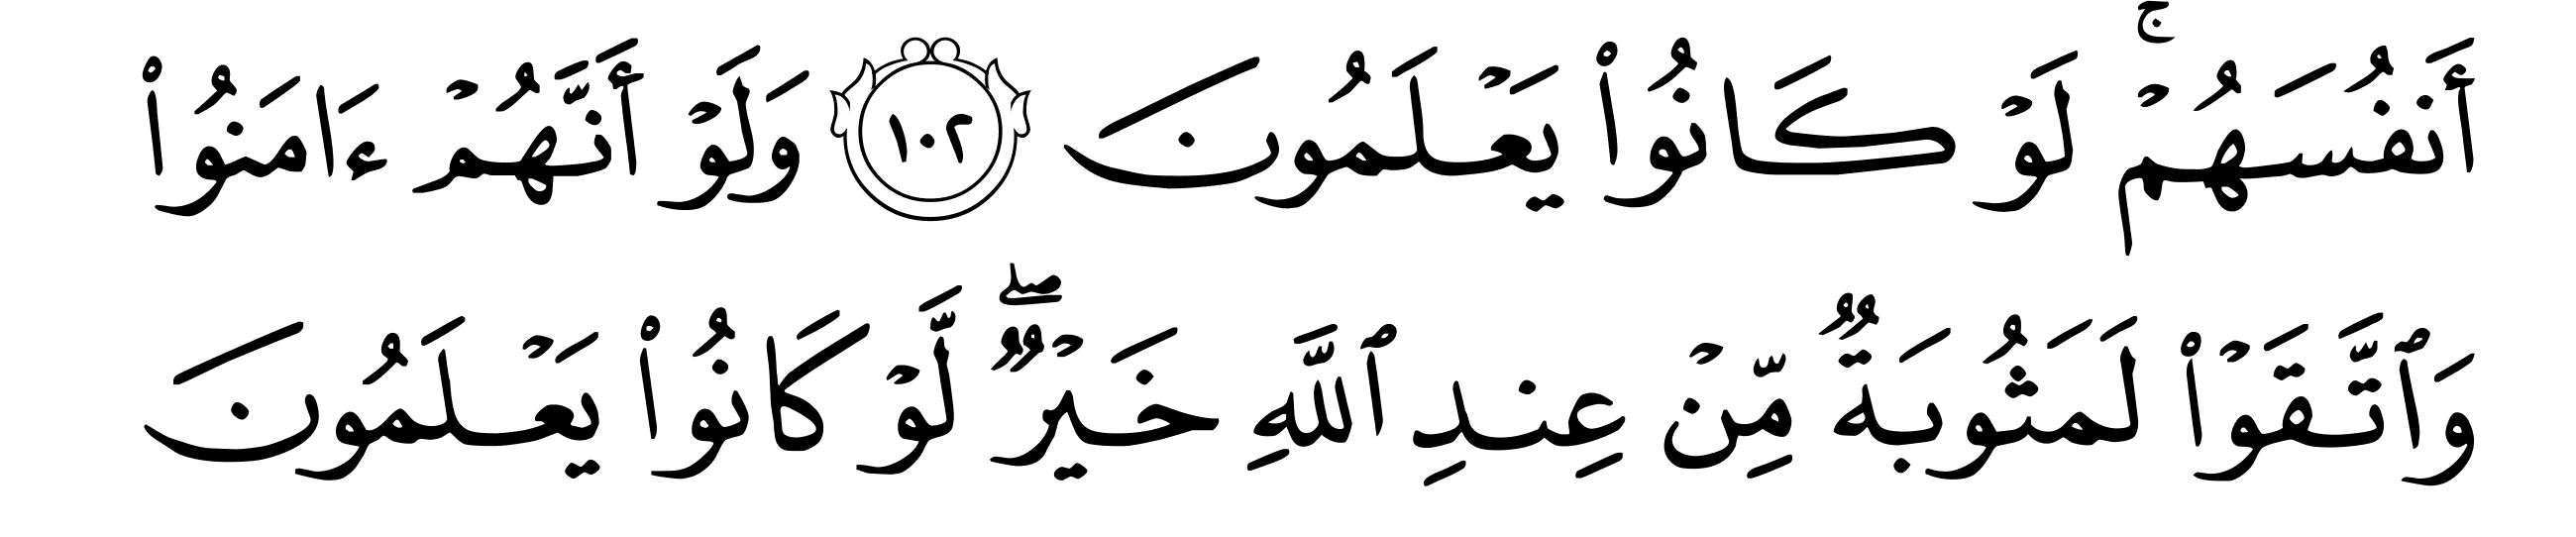 أَنفُسَهُمْۚ لَوْ كَانُوا۟ يَعْلَمُونَ ١٠٢ وَلَوْ أَنَّهُمْ ءَامَنُوا۟
وَٱتَّقَوْا۟ لَمَثُوبَةٌ مِّنْ عِندِ ٱللَّهِ خَيْرٌۖ لَّوْ كَانُوا۟ يَعْلَمُونَ